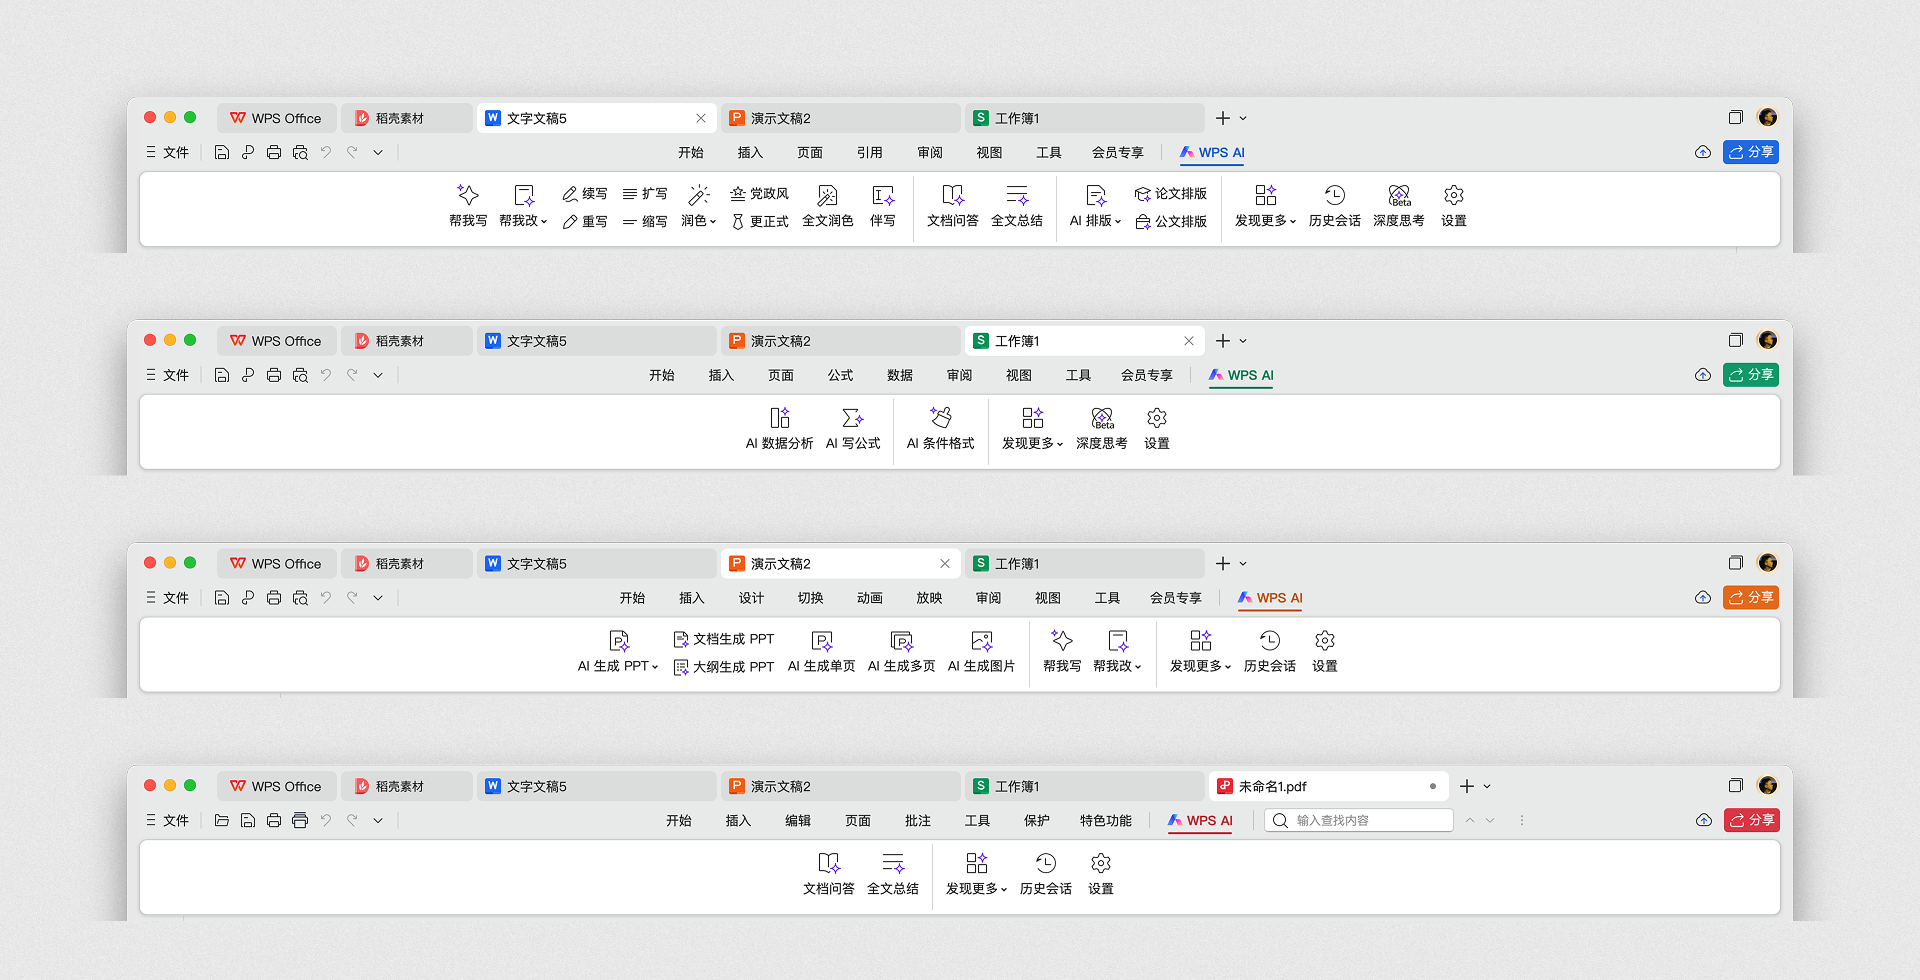 WPS Office 稻壳素材 W 文字文稿5 P 演示文稿2 S 工作簿1
文件 开始 插入 页面 引用 审阅 视图 工具 会员专享 WPS AI 分享
续写 扩写 党政风 论文排版
帮我写 帮我改 重写 缩写 润色 更正式 全文润色 伴写 文档问答 全文总结 AI 排版 公文排版 发现更多 历史会话 Beta 深度思考 设置
WPS Office 稻壳素材 W 文字文稿5 P 演示文稿2 S 工作簿1
文件 开始 插入 页面 公式 数据 审阅 视图 工具 会员专享 WPS AI 分享
AI 数据分析 AI 写公式 AI 条件格式 发现更多 Beta 深度思考 设置
WPS Office 稻壳素材 W 文字文稿5 P 演示文稿2 S 工作簿1
文件 开始 插入 设计 切换 动画 放映 审阅 视图 工具 会员专享 WPS AI 分享
文档生成 PPT
AI 生成 PPT 大纲生成 PPT AI 生成单页 AI 生成多页 AI 生成图片 帮我写 帮我改 发现更多 历史会话 设置
WPS Office 稻壳素材 W 文字文稿5 P 演示文稿2 S 工作簿1 未命名1.pdf
文件 开始 插入 编辑 页面 批注 工具 保护 特色功能 WPS AI 输入查找内容 分享
文档问答 全文总结 发现更多 历史会话 设置